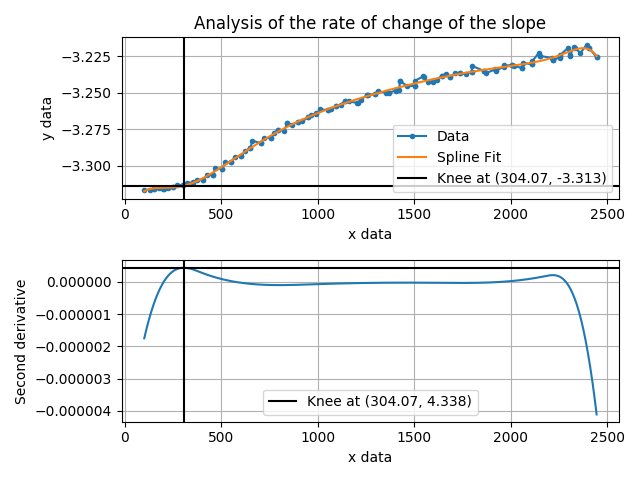 Analysis of the rate of change of the slope
−3.225
−3.250
−3.275
−3.300
y data
Data
Spline Fit
Knee at (304.07, -3.313)
0
500
1000
1500
2000
2500
x data
0.000000
−0.000001
−0.000002
−0.000003
−0.000004
Second derivative
Knee at (304.07, 4.338)
0
500
1000
1500
2000
2500
x data